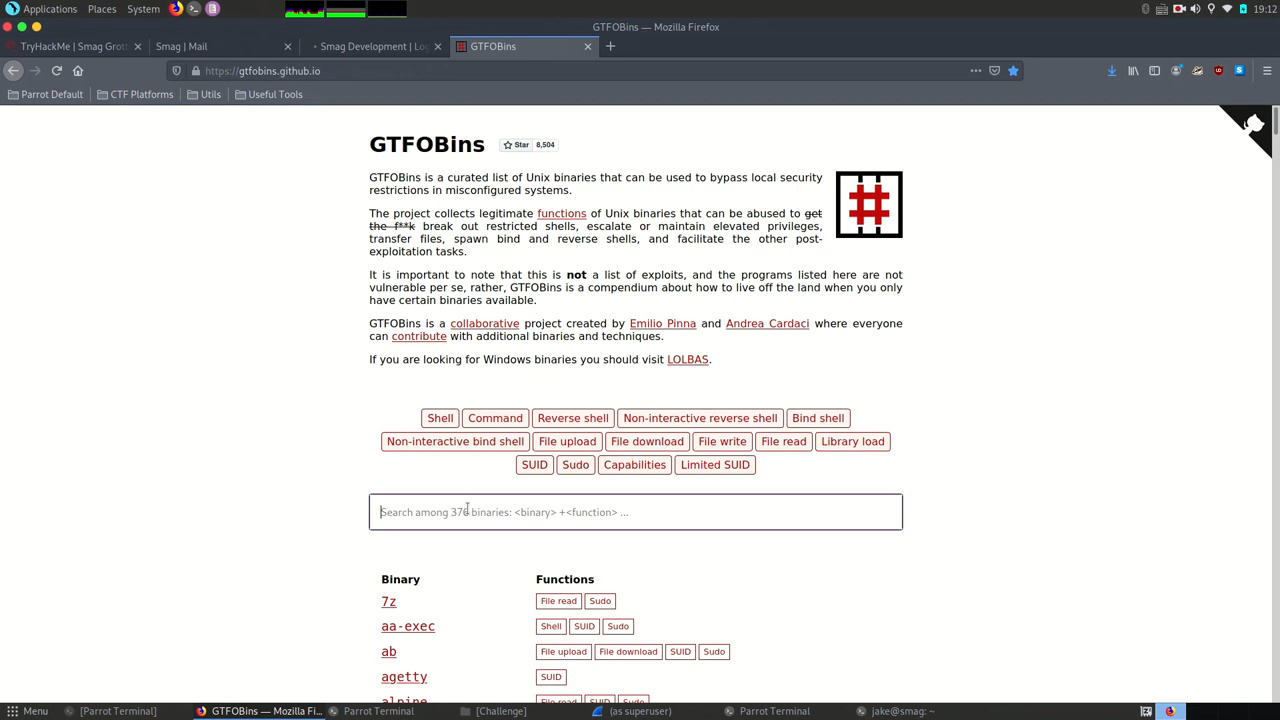 Applications Places System 19:12
GTFOBins — Mozilla Firefox
TryHackMe | Smag Grott Smag | Mail Smag Development | Lo GTFOBins
https://gtfobins.github.io
Parrot Default CTF Platforms Utils Useful Tools
GTFOBins Star 8,504
GTFOBins is a curated list of Unix binaries that can be used to bypass local security
restrictions in misconfigured systems.
The project collects legitimate functions of Unix binaries that can be abused to get
the f**k break out restricted shells, escalate or maintain elevated privileges,
transfer files, spawn bind and reverse shells, and facilitate the other post-
exploitation tasks.
It is important to note that this is not a list of exploits, and the programs listed here are not
vulnerable per se, rather, GTFOBins is a compendium about how to live off the land when you only
have certain binaries available.
GTFOBins is a collaborative project created by Emilio Pinna and Andrea Cardaci where everyone
can contribute with additional binaries and techniques.
If you are looking for Windows binaries you should visit LOLBAS.
Shell Command Reverse shell Non-interactive reverse shell Bind shell
Non-interactive bind shell File upload File download File write File read Library load
SUID Sudo Capabilities Limited SUID
Search among 376 binaries: <binary> +<function> ...
Binary Functions
7z File read Sudo
aa-exec Shell SUID Sudo
ab File upload File download SUID Sudo
agetty SUID
alpine File read SUID Sudo
Menu [Parrot Terminal] GTFOBins — Mozilla Fi... Parrot Terminal [Challenge] (as superuser) Parrot Terminal jake@smag: ~